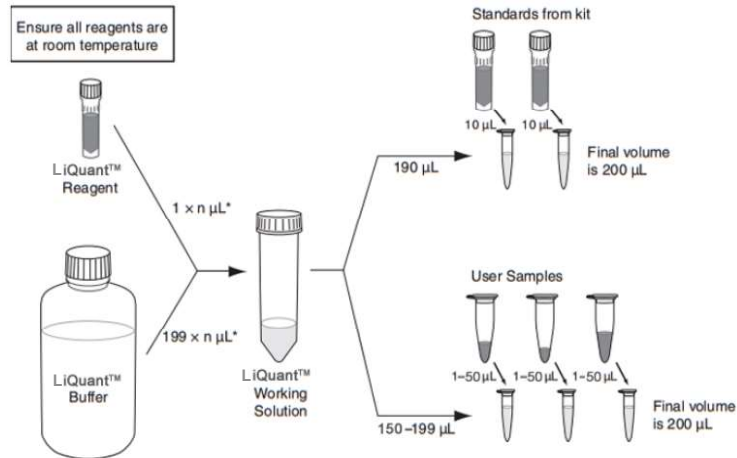 Ensure all reagents are
at room temperature
LiQuant™
Reagent
1 × n µL*
199 × n µL*
LiQuant™
Buffer
LiQuant™
Working
Solution
Standards from kit
10 µL
10 µL
190 µL
Final volume
is 200 µL
User Samples
1–50 µL
1–50 µL
1–50 µL
150–199 µL
Final volume
is 200 µL